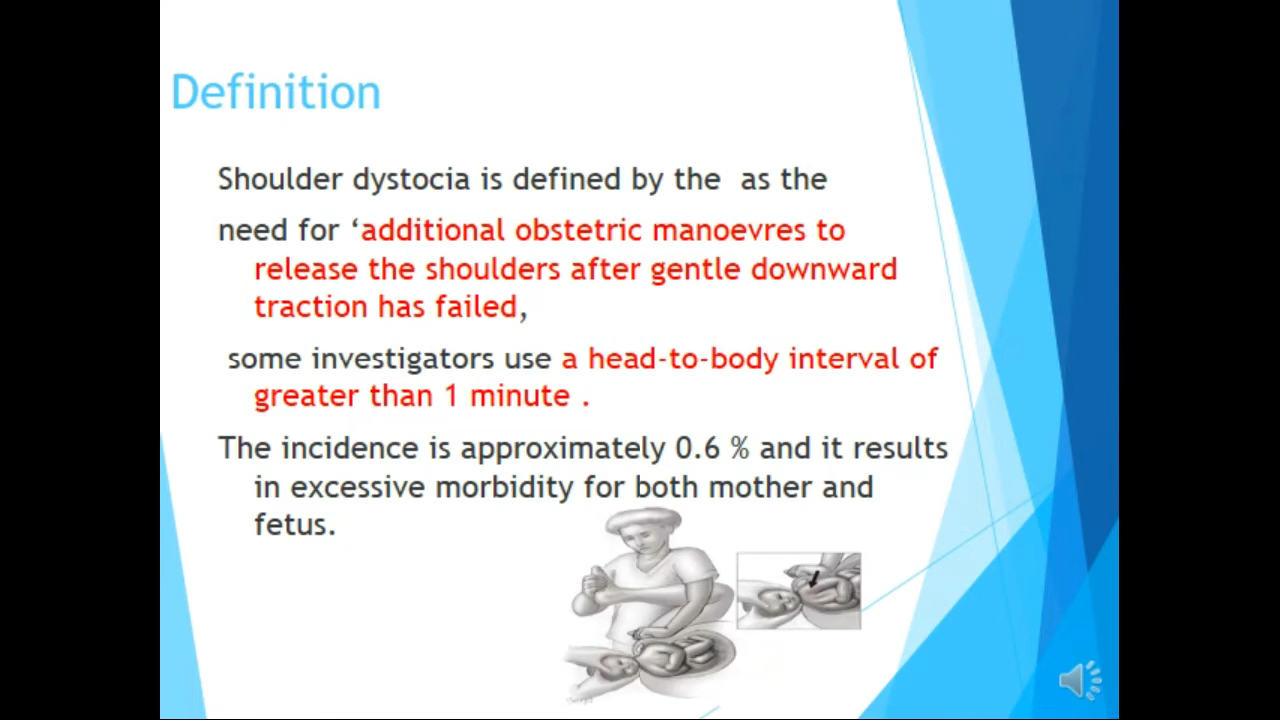 Definition
Shoulder dystocia is defined by the as the
need for ‘additional obstetric manoevres to
release the shoulders after gentle downward
traction has failed,
some investigators use a head-to-body interval of
greater than 1 minute .
The incidence is approximately 0.6 % and it results
in excessive morbidity for both mother and
fetus.